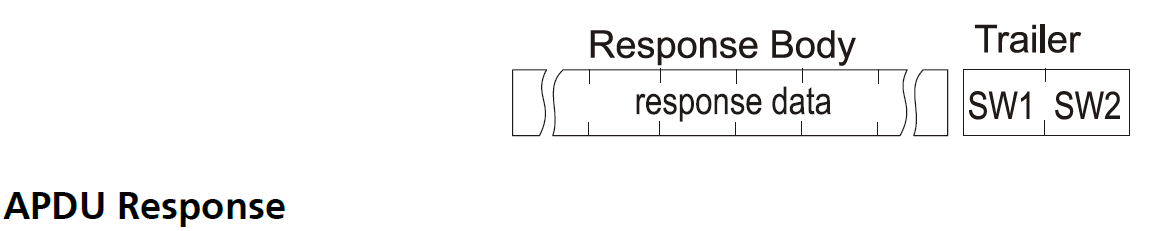 Response Body Trailer
response data SW1 SW2
APDU Response